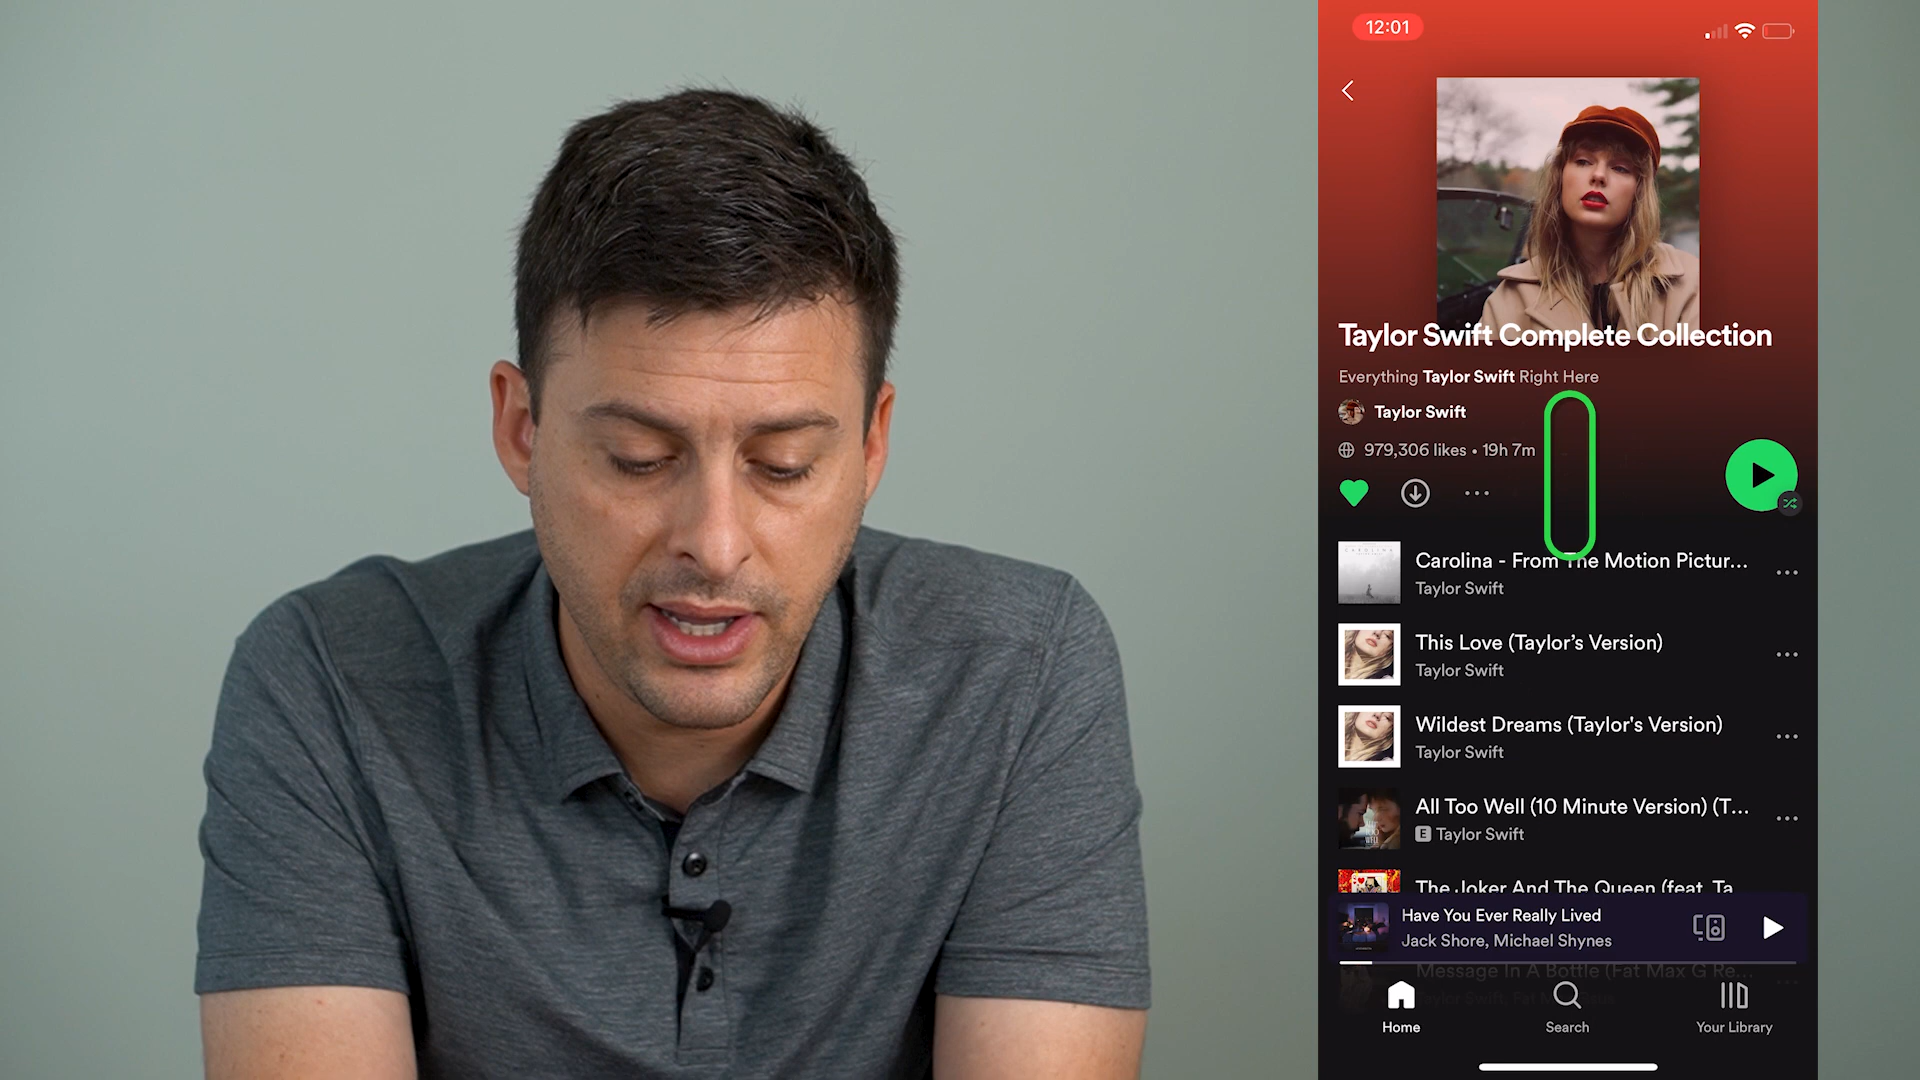 12:01
Taylor Swift Complete Collection
Everything Taylor Swift Right Here
Taylor Swift
979,306 likes • 19h 7m
Carolina - From The Motion Pictur...
Taylor Swift
This Love (Taylor’s Version)
Taylor Swift
Wildest Dreams (Taylor's Version)
Taylor Swift
All Too Well (10 Minute Version) (T...
E Taylor Swift
The Joker And The Queen (feat. Ta
Have You Ever Really Lived
Jack Shore, Michael Shynes
Message In A Bottle (Fat Max G Re...
Taylor Swift, Fat
Home
Search
Your Library